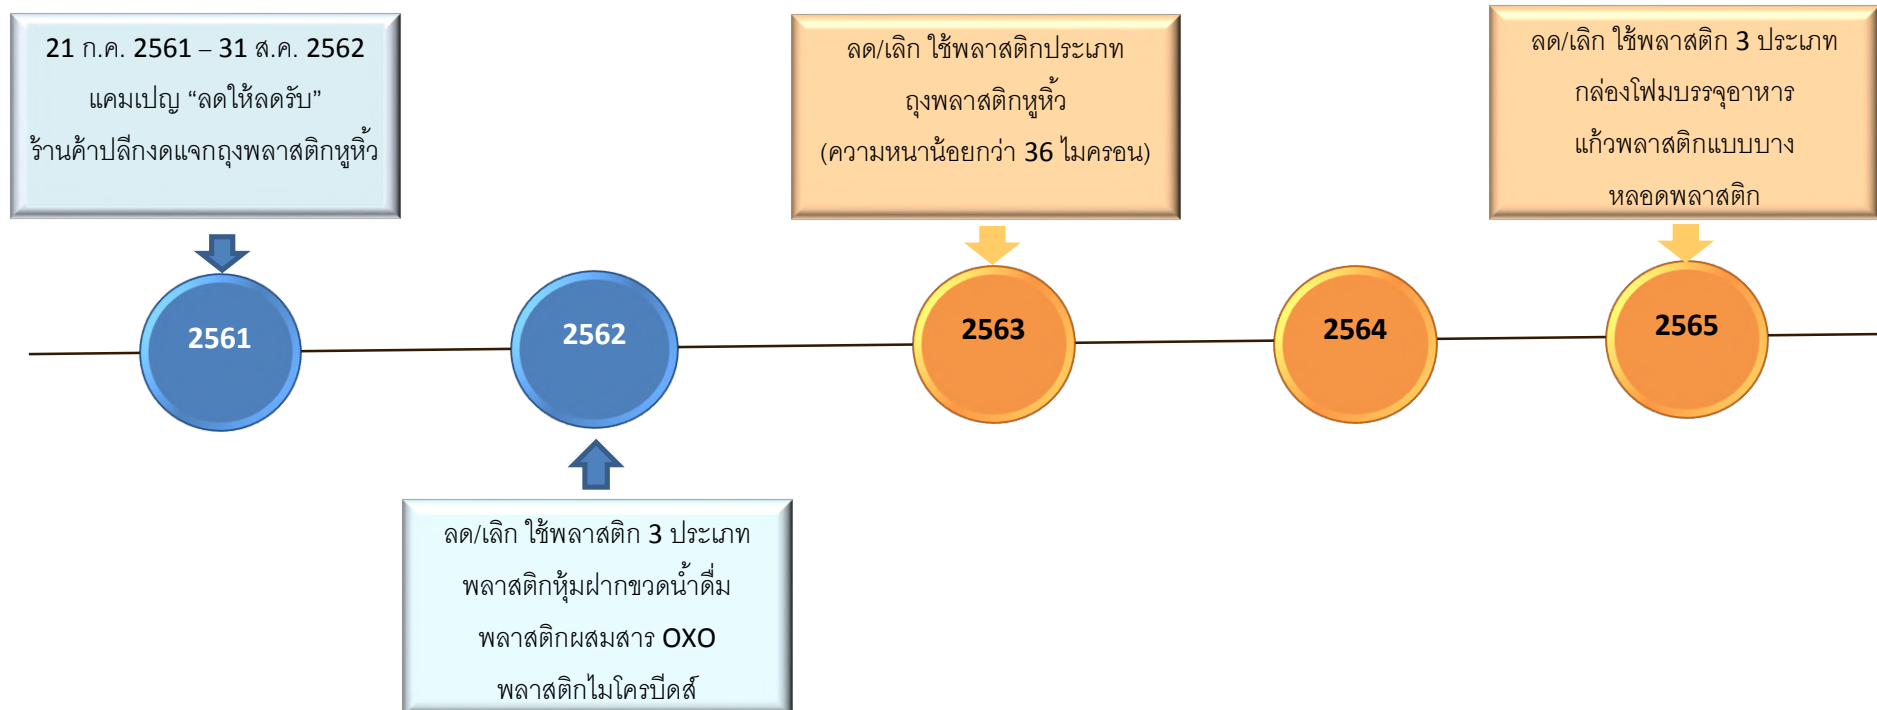 21 ก.ค. 2561 – 31 ส.ค. 2562
แคมเปญ “ลดให้ลดรับ”
ร้านค้าปลีกงดแจกถุงพลาสติกหูหิ้ว
ลด/เลิก ใช้พลาสติกประเภท
ถุงพลาสติกหูหิ้ว
(ความหนาน้อยกว่า 36 ไมครอน)
ลด/เลิก ใช้พลาสติก 3 ประเภท
กล่องโฟมบรรจุอาหาร
แก้วพลาสติกแบบบาง
หลอดพลาสติก
2561
2562
2563
2564
2565
ลด/เลิก ใช้พลาสติก 3 ประเภท
พลาสติกหุ้มฝากขวดน้ำดื่ม
พลาสติกผสมสาร OXO
พลาสติกไมโครบีดส์